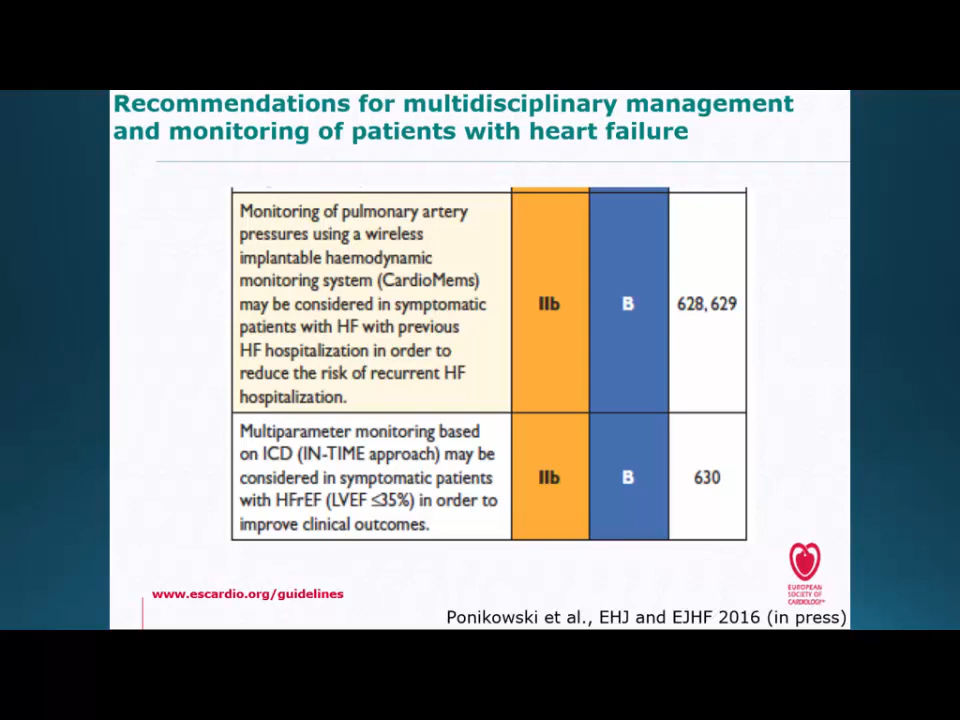 Recommendations for multidisciplinary management
and monitoring of patients with heart failure
Monitoring of pulmonary artery
pressures using a wireless
implantable haemodynamic
monitoring system (CardioMems)
may be considered in symptomatic
patients with HF with previous
HF hospitalization in order to
reduce the risk of recurrent HF
hospitalization.
IIb
B
628, 629
Multiparameter monitoring based
on ICD (IN-TIME approach) may be
considered in symptomatic patients
with HFrEF (LVEF ≤35%) in order to
improve clinical outcomes.
IIb
B
630
EUROPEAN
SOCIETY OF
CARDIOLOGY
www.escardio.org/guidelines
Ponikowski et al., EHJ and EJHF 2016 (in press)